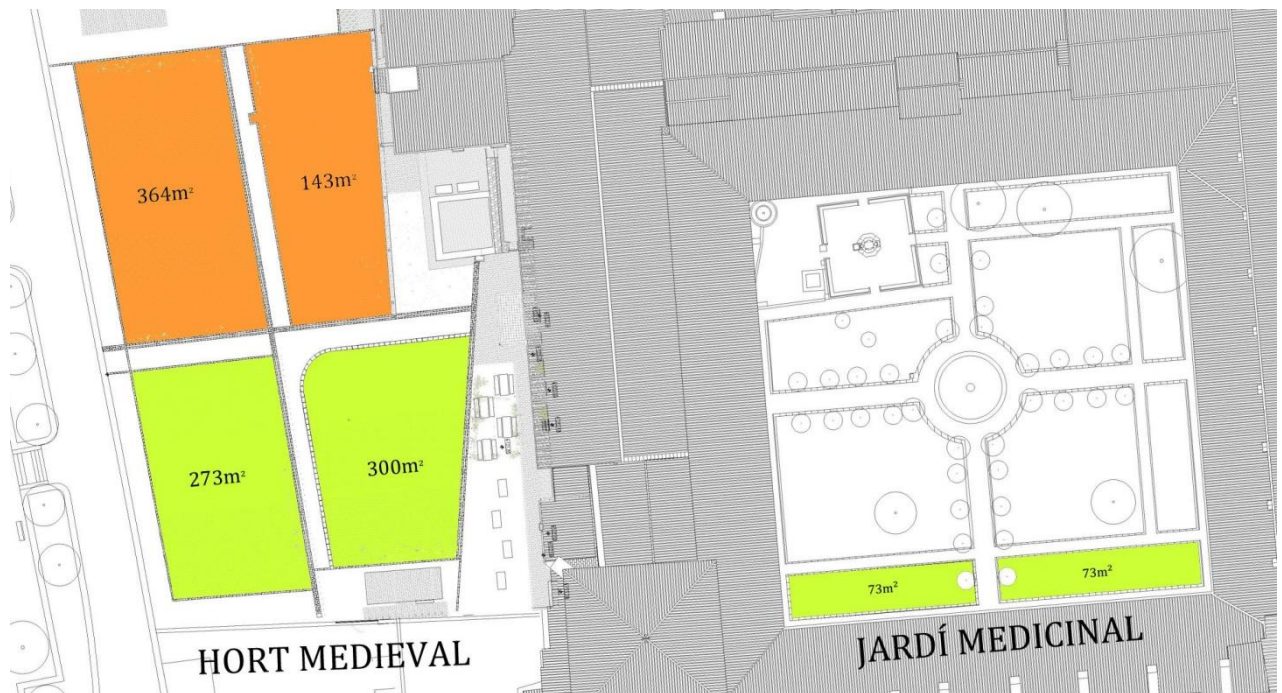 364m²
143m²
273m²
300m²
73m²
73m²
HORT MEDIEVAL
JARDÍ MEDICINAL